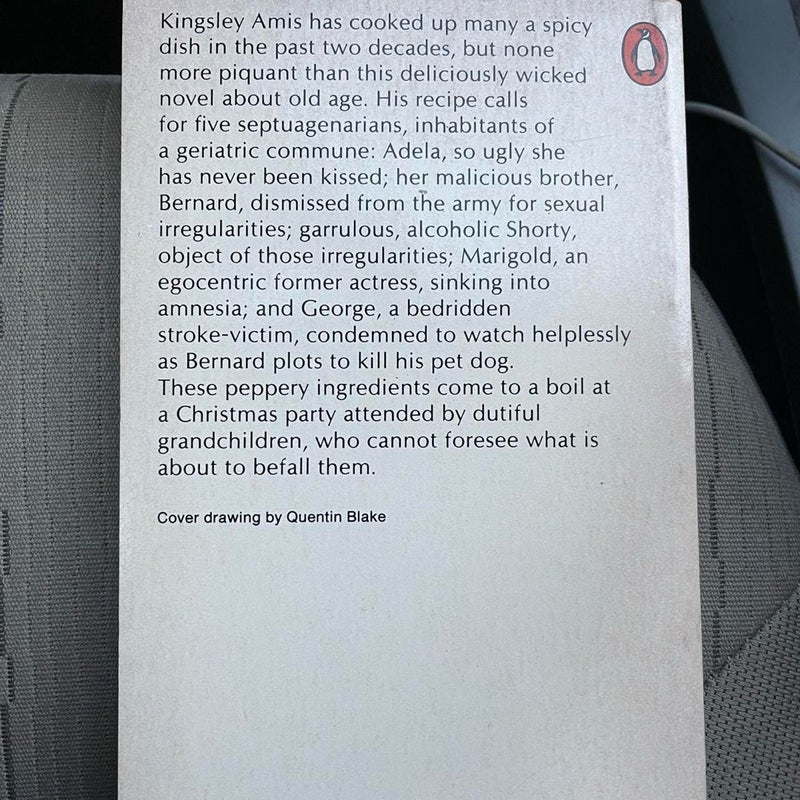 Kingsley Amis has cooked up many a spicy
dish in the past two decades, but none
more piquant than this deliciously wicked
novel about old age. His recipe calls
for five septuagenarians, inhabitants of
a geriatric commune: Adela, so ugly she
has never been kissed; her malicious brother,
Bernard, dismissed from the army for sexual
irregularities; garrulous, alcoholic Shorty,
object of those irregularities; Marigold, an
egocentric former actress, sinking into
amnesia; and George, a bedridden
stroke-victim, condemned to watch helplessly
as Bernard plots to kill his pet dog.
These peppery ingredients come to a boil at
a Christmas party attended by dutiful
grandchildren, who cannot foresee what is
about to befall them.
Cover drawing by Quentin Blake